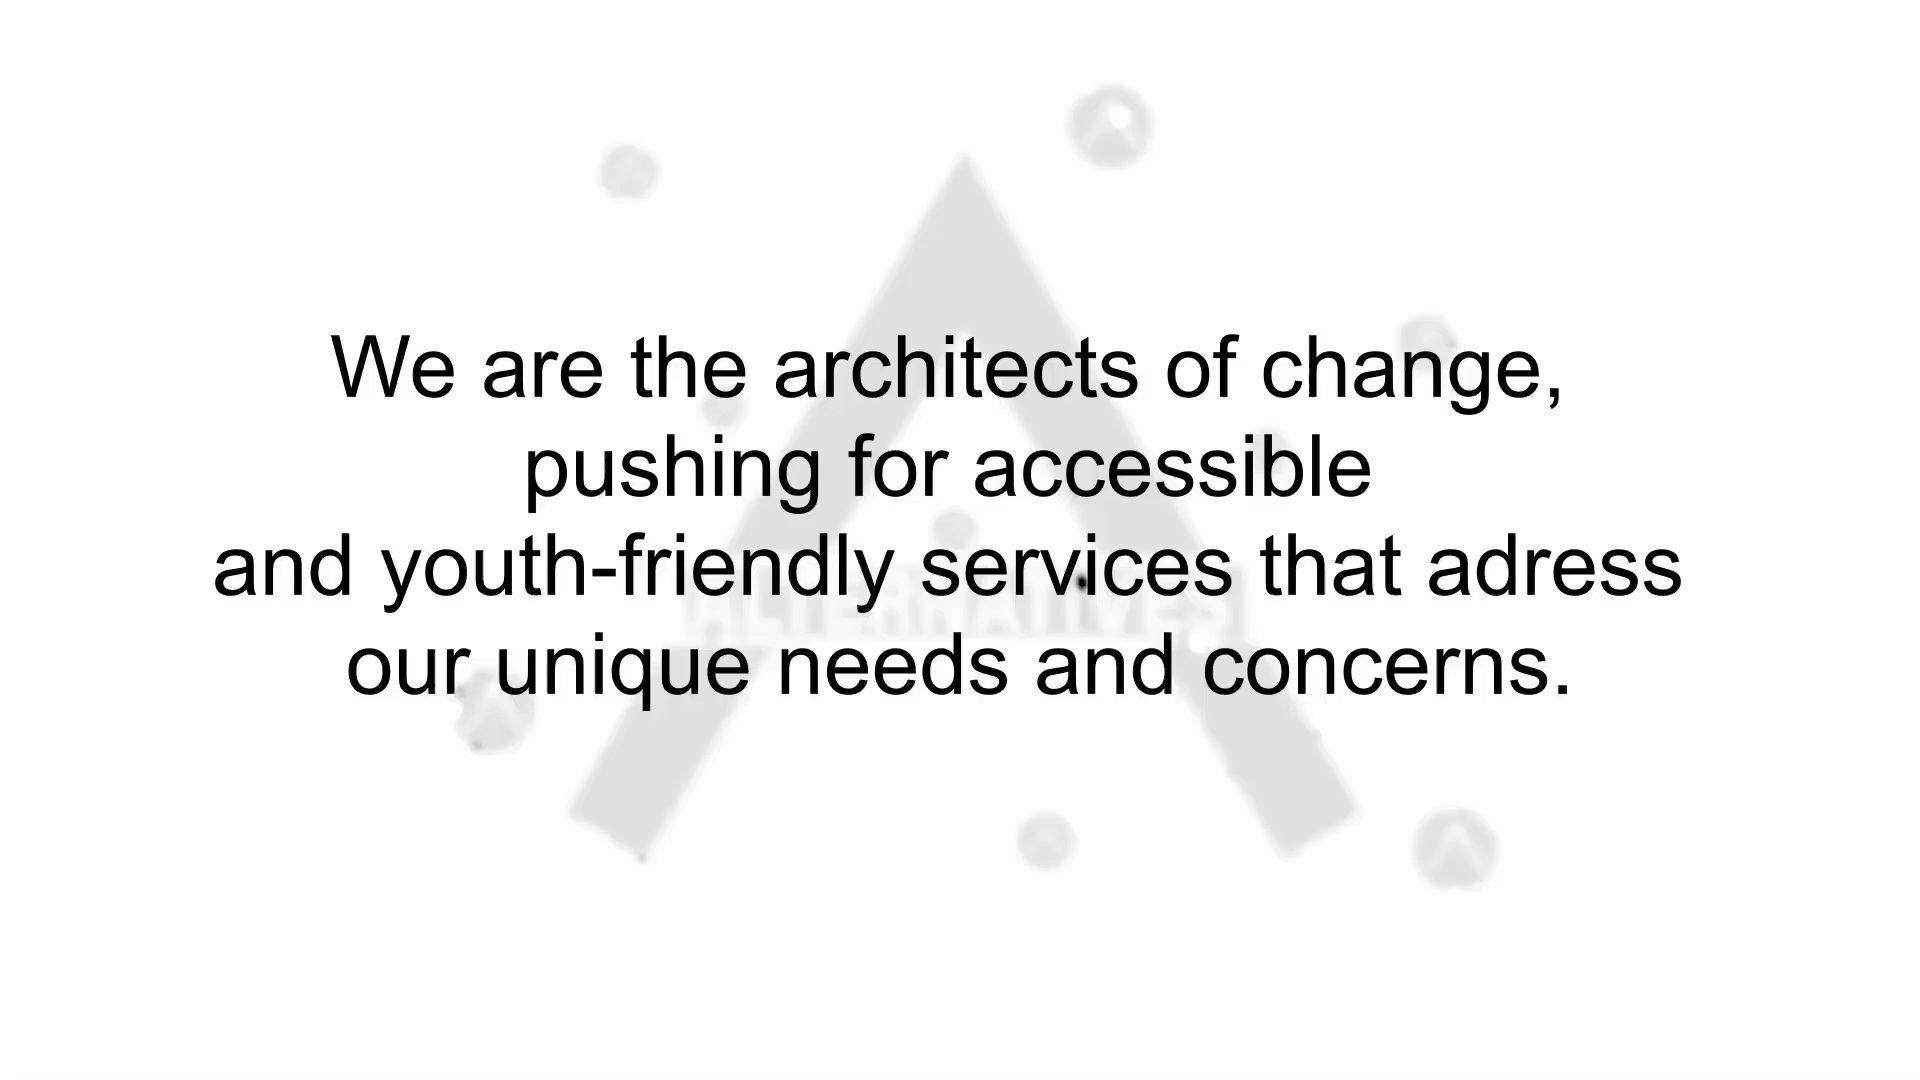 We are the architects of change,
pushing for accessible
and youth-friendly services that adress
our unique needs and concerns.
ALTERNATIVES